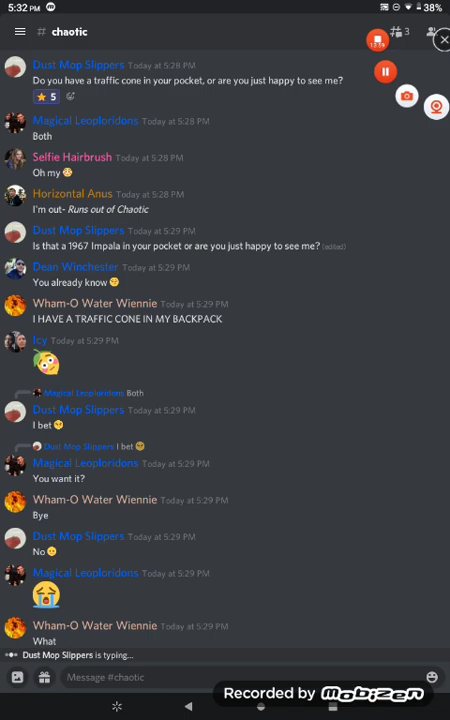 5:32 PM
38%
# chaotic
3
13:19
Dust Mop Slippers Today at 5:28 PM
Do you have a traffic cone in your pocket, or are you just happy to see me?
5
Magical Leoploridons Today at 5:28 PM
Both
Selfie Hairbrush Today at 5:28 PM
Oh my
Horizontal Anus Today at 5:28 PM
I'm out- Runs out of Chaotic
Dust Mop Slippers Today at 5:29 PM
Is that a 1967 Impala in your pocket or are you just happy to see me? (edited)
Dean Winchester Today at 5:29 PM
You already know
Wham-O Water Wiennie Today at 5:29 PM
I HAVE A TRAFFIC CONE IN MY BACKPACK
Icy Today at 5:29 PM
Magical Leoploridons Both
Dust Mop Slippers Today at 5:29 PM
I bet
Dust Mop Slippers I bet
Magical Leoploridons Today at 5:29 PM
You want it?
Wham-O Water Wiennie Today at 5:29 PM
Bye
Dust Mop Slippers Today at 5:29 PM
No
Magical Leoploridons Today at 5:29 PM
Wham-O Water Wiennie Today at 5:29 PM
What
Dust Mop Slippers is typing...
Message #chaotic
Recorded by Mobizen